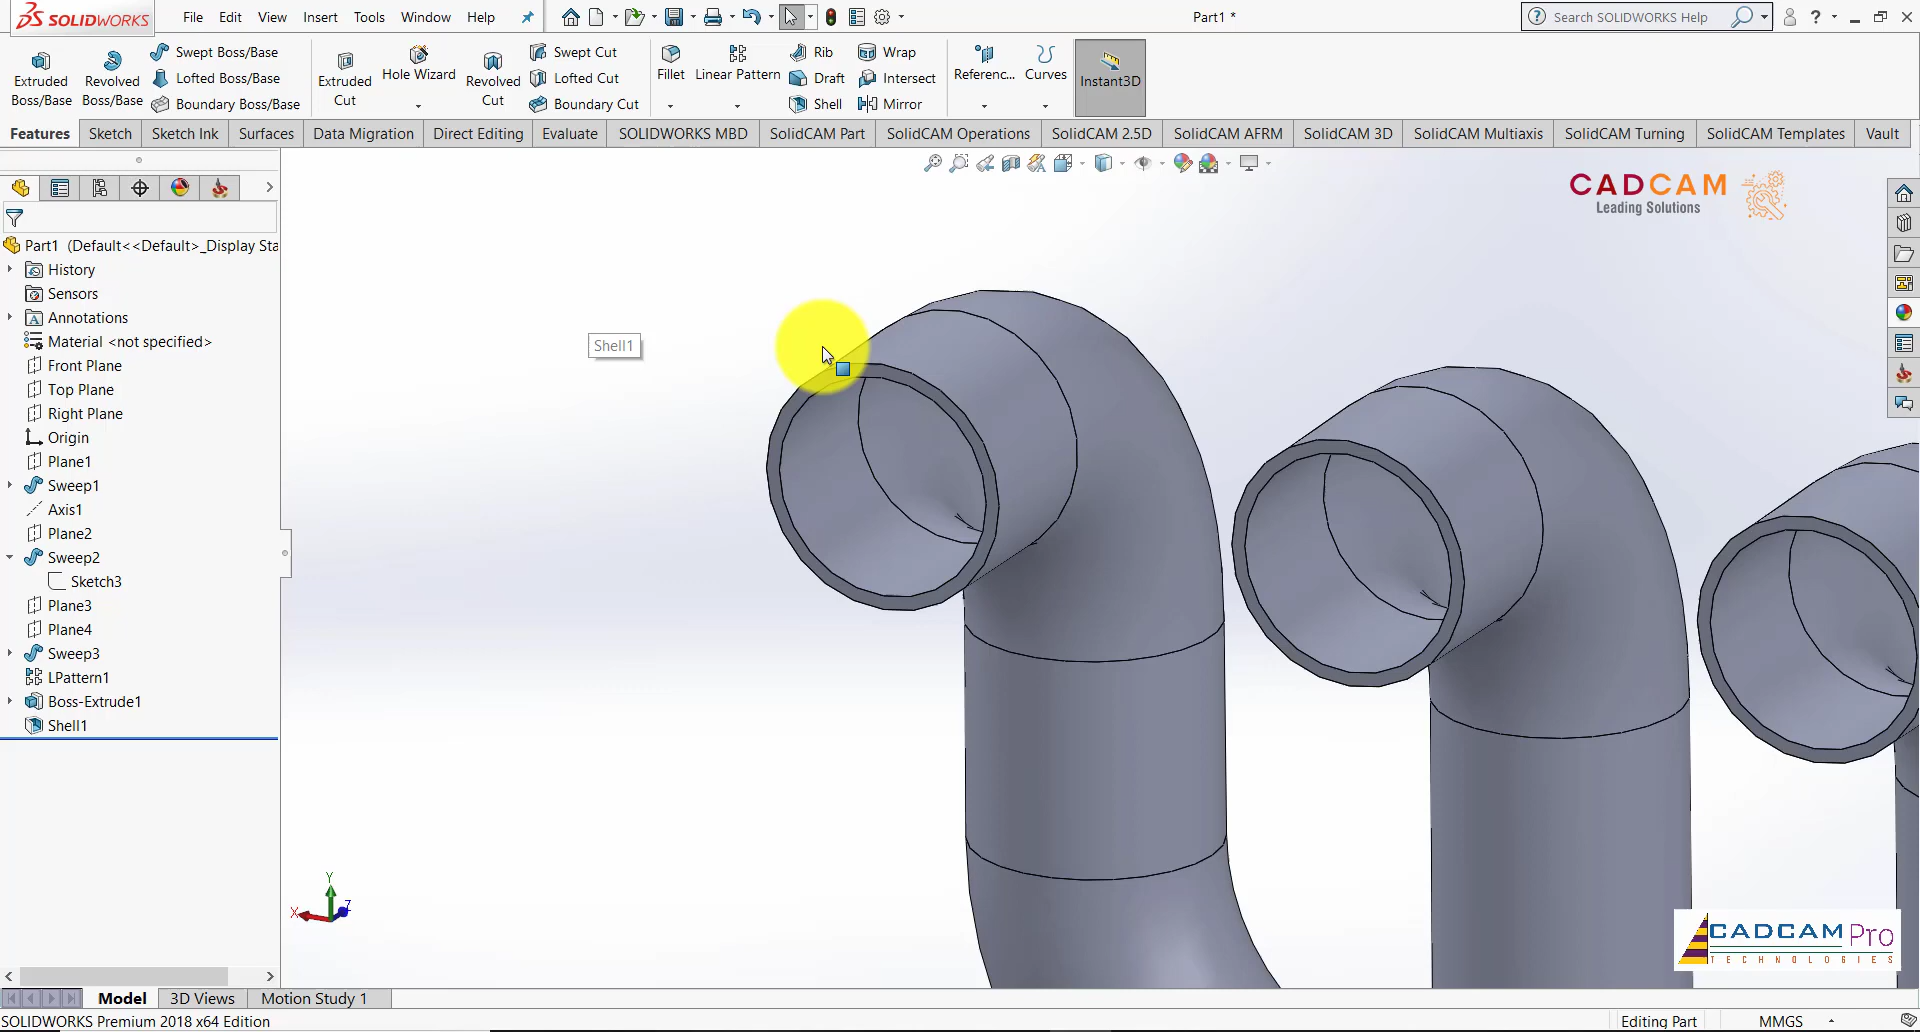 SOLIDWORKS
File Edit View Insert Tools Window Help
Part1 *
Search SOLIDWORKS Help
Extruded Boss/Base
Revolved Boss/Base
Swept Boss/Base
Lofted Boss/Base
Boundary Boss/Base
Extruded Cut
Hole Wizard
Revolved Cut
Swept Cut
Lofted Cut
Boundary Cut
Fillet
Linear Pattern
Rib
Draft
Shell
Wrap
Intersect
Mirror
Referenc...
Curves
Instant3D
Features Sketch Sketch Ink Surfaces Data Migration Direct Editing Evaluate SOLIDWORKS MBD SolidCAM Part SolidCAM Operations SolidCAM 2.5D SolidCAM AFRM SolidCAM 3D SolidCAM Multiaxis SolidCAM Turning SolidCAM Templates Vault
CADCAM
Leading Solutions
Part1 (Default<<Default>_Display Sta
History
Sensors
Annotations
Material <not specified>
Front Plane
Top Plane
Right Plane
Origin
Plane1
Sweep1
Axis1
Plane2
Sweep2
Sketch3
Plane3
Plane4
Sweep3
LPattern1
Boss-Extrude1
Shell1
Shell1
Y
X
Z
CADCAM Pro
TECHNOLOGIES
Model 3D Views Motion Study 1
SOLIDWORKS Premium 2018 x64 Edition
Editing Part
MMGS